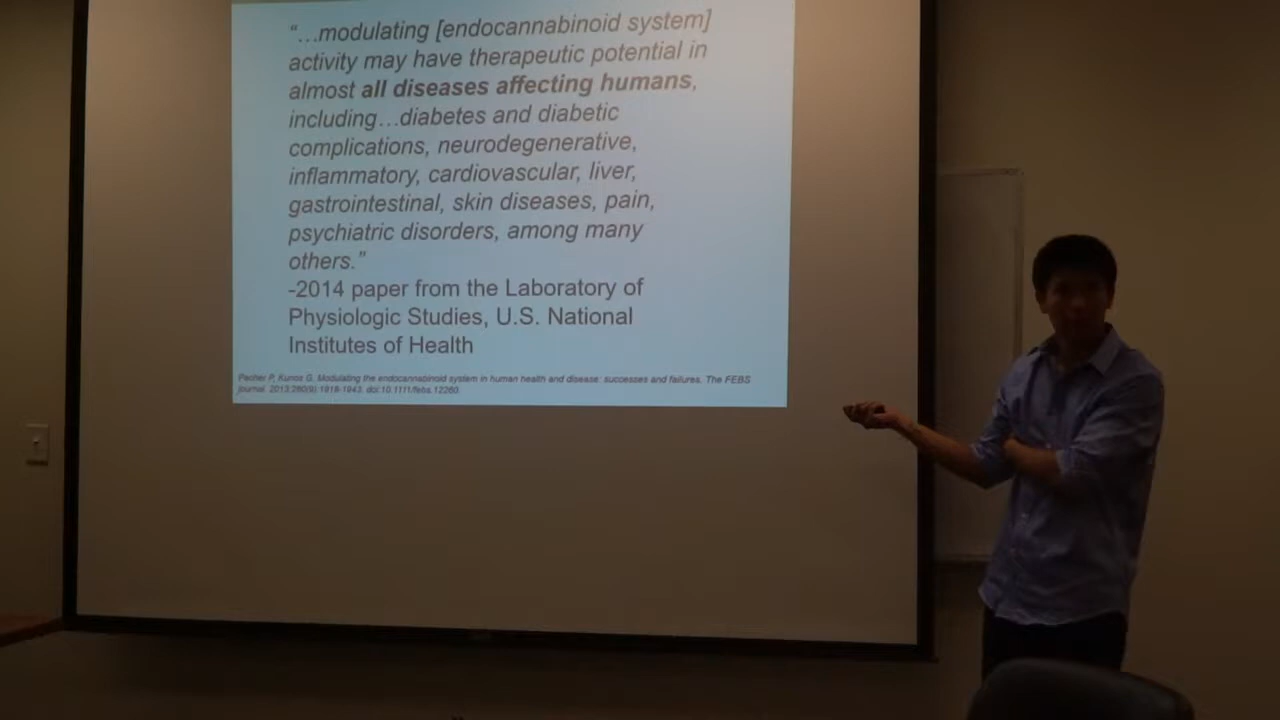 “…modulating [endocannabinoid system]
activity may have therapeutic potential in
almost all diseases affecting humans,
including…diabetes and diabetic
complications, neurodegenerative,
inflammatory, cardiovascular, liver,
gastrointestinal, skin diseases, pain,
psychiatric disorders, among many
others.”
-2014 paper from the Laboratory of
Physiologic Studies, U.S. National
Institutes of Health
Pacher P, Kunos G. Modulating the endocannabinoid system in human health and disease: successes and failures. The FEBS
journal. 2013;280(9):1918-1943. doi:10.1111/febs.12260.